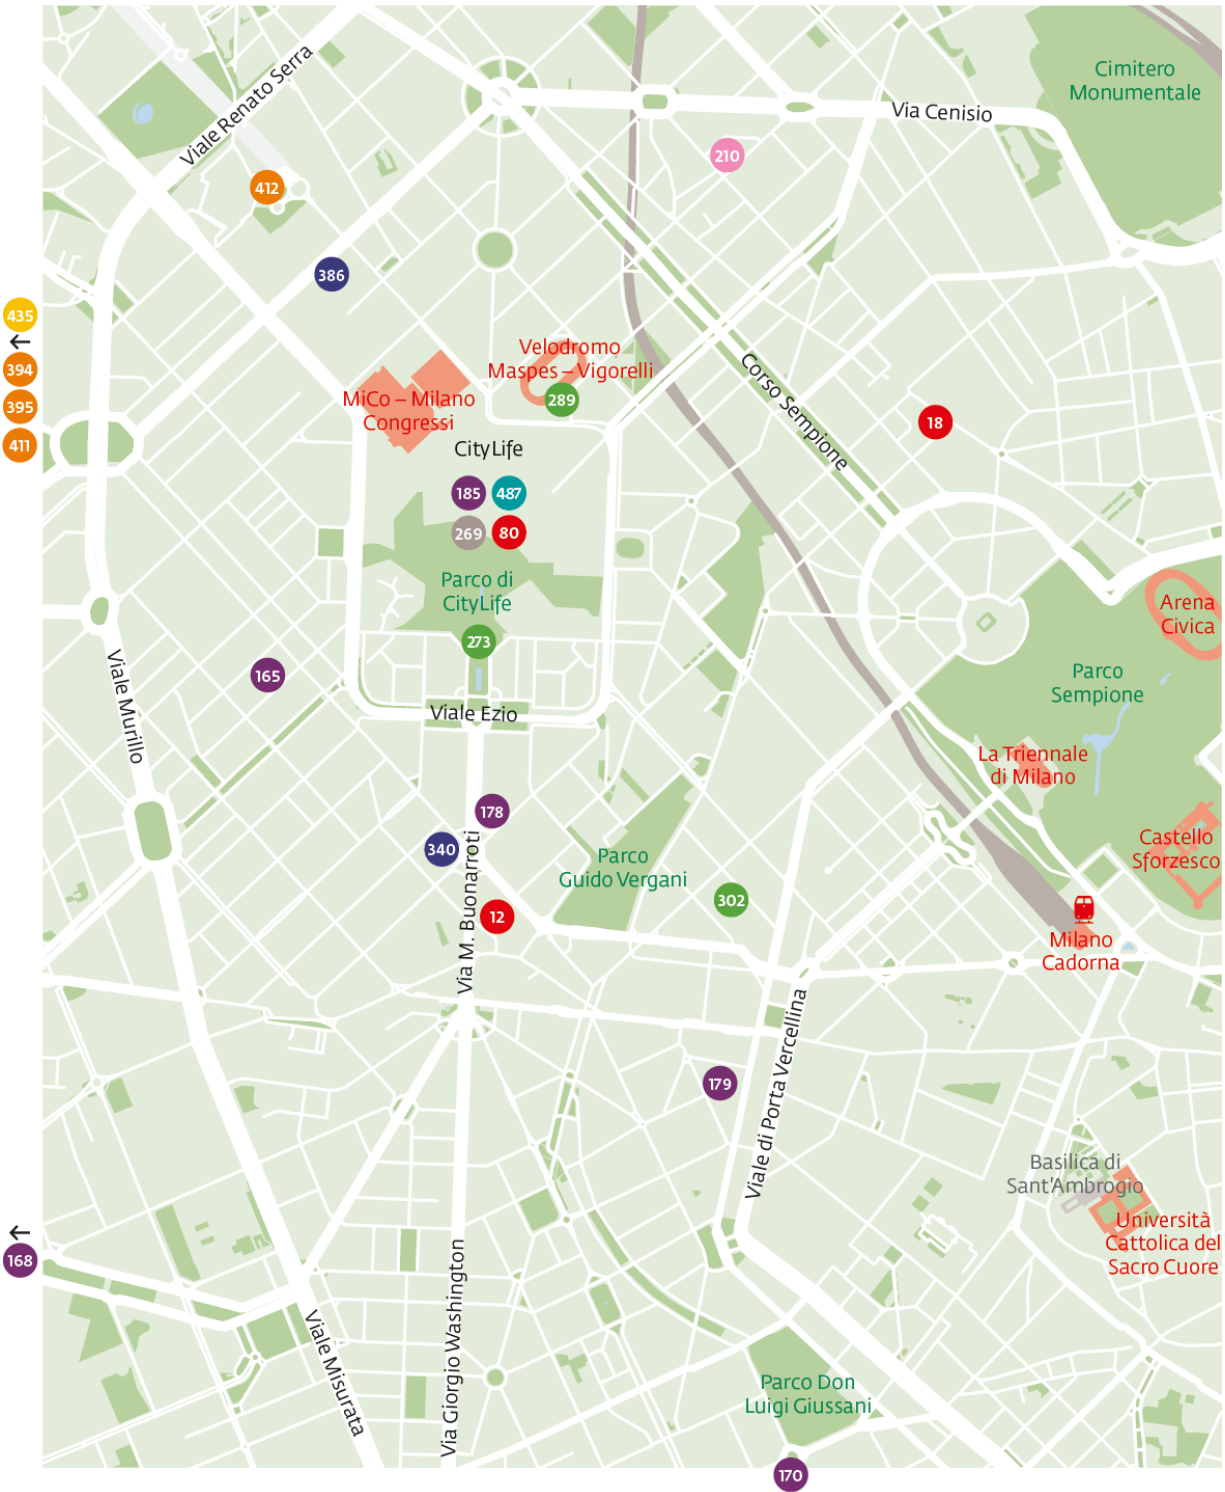 Cimitero
Monumentale
Viale Renato Serra
Via Cenisio
210
412
386
435
←
394
395
411
Velodromo
Maspes – Vigorelli
289
MiCo – Milano
Congressi
Corso Sempione
18
CityLife
185
487
269
80
Parco di
CityLife
273
Arena
Civica
Viale Murillo
165
Parco
Sempione
Viale Ezio
La Triennale
di Milano
178
340
Via M. Buonarroti
Parco
Guido Vergani
Castello
Sforzesco
302
12
Milano
Cadorna
Viale di Porta Vercellina
179
Basilica di
Sant'Ambrogio
Università
Cattolica del
Sacro Cuore
←
168
Viale Misurata
Via Giorgio Washington
Parco Don
Luigi Giussani
170